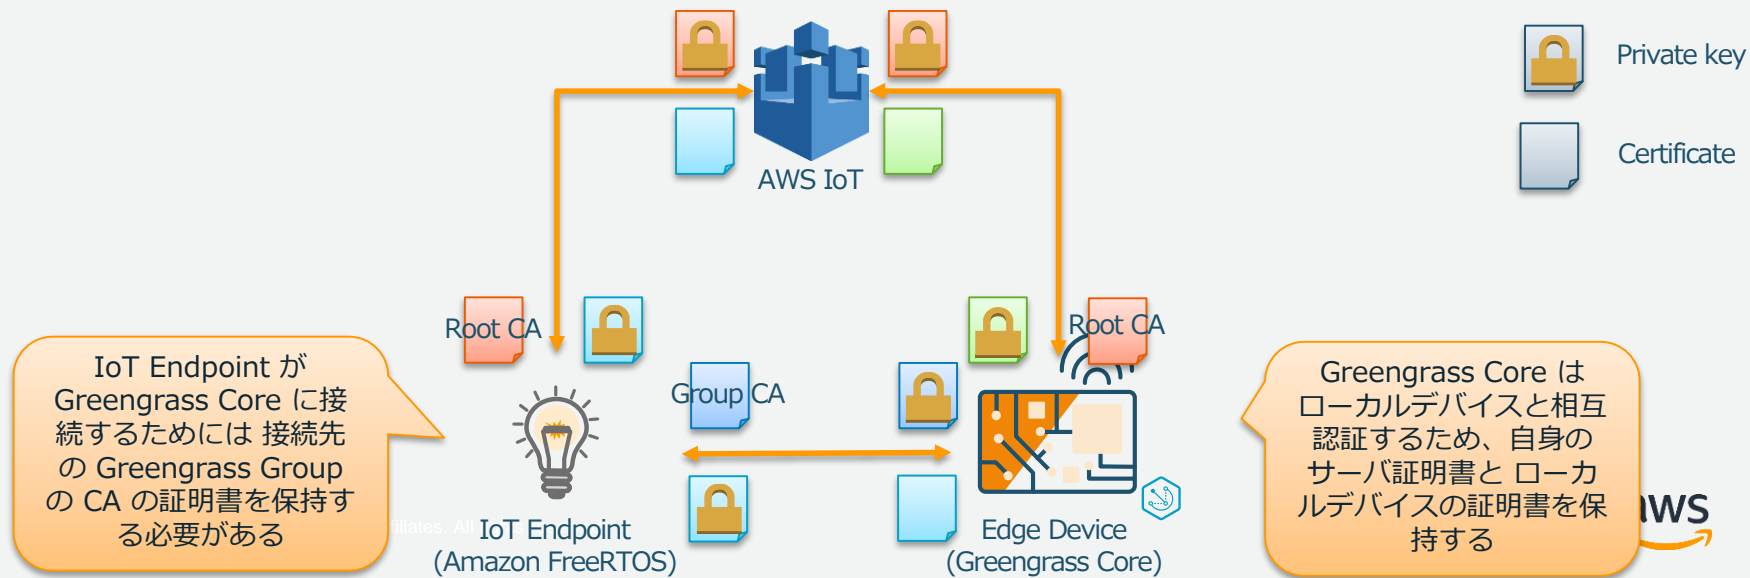 Private key
Certificate
AWS IoT
Root CA
Root CA
Group CA
IoT Endpoint が
Greengrass Core に接
続するためには 接続先
の Greengrass Group
の CA の証明書を保持す
る必要がある
Greengrass Core は
ローカルデバイスと相互
認証するため、自身の
サーバ証明書と ローカ
ルデバイスの証明書を保
持する
iliates. All
IoT Endpoint
(Amazon FreeRTOS)
Edge Device
(Greengrass Core)
aws